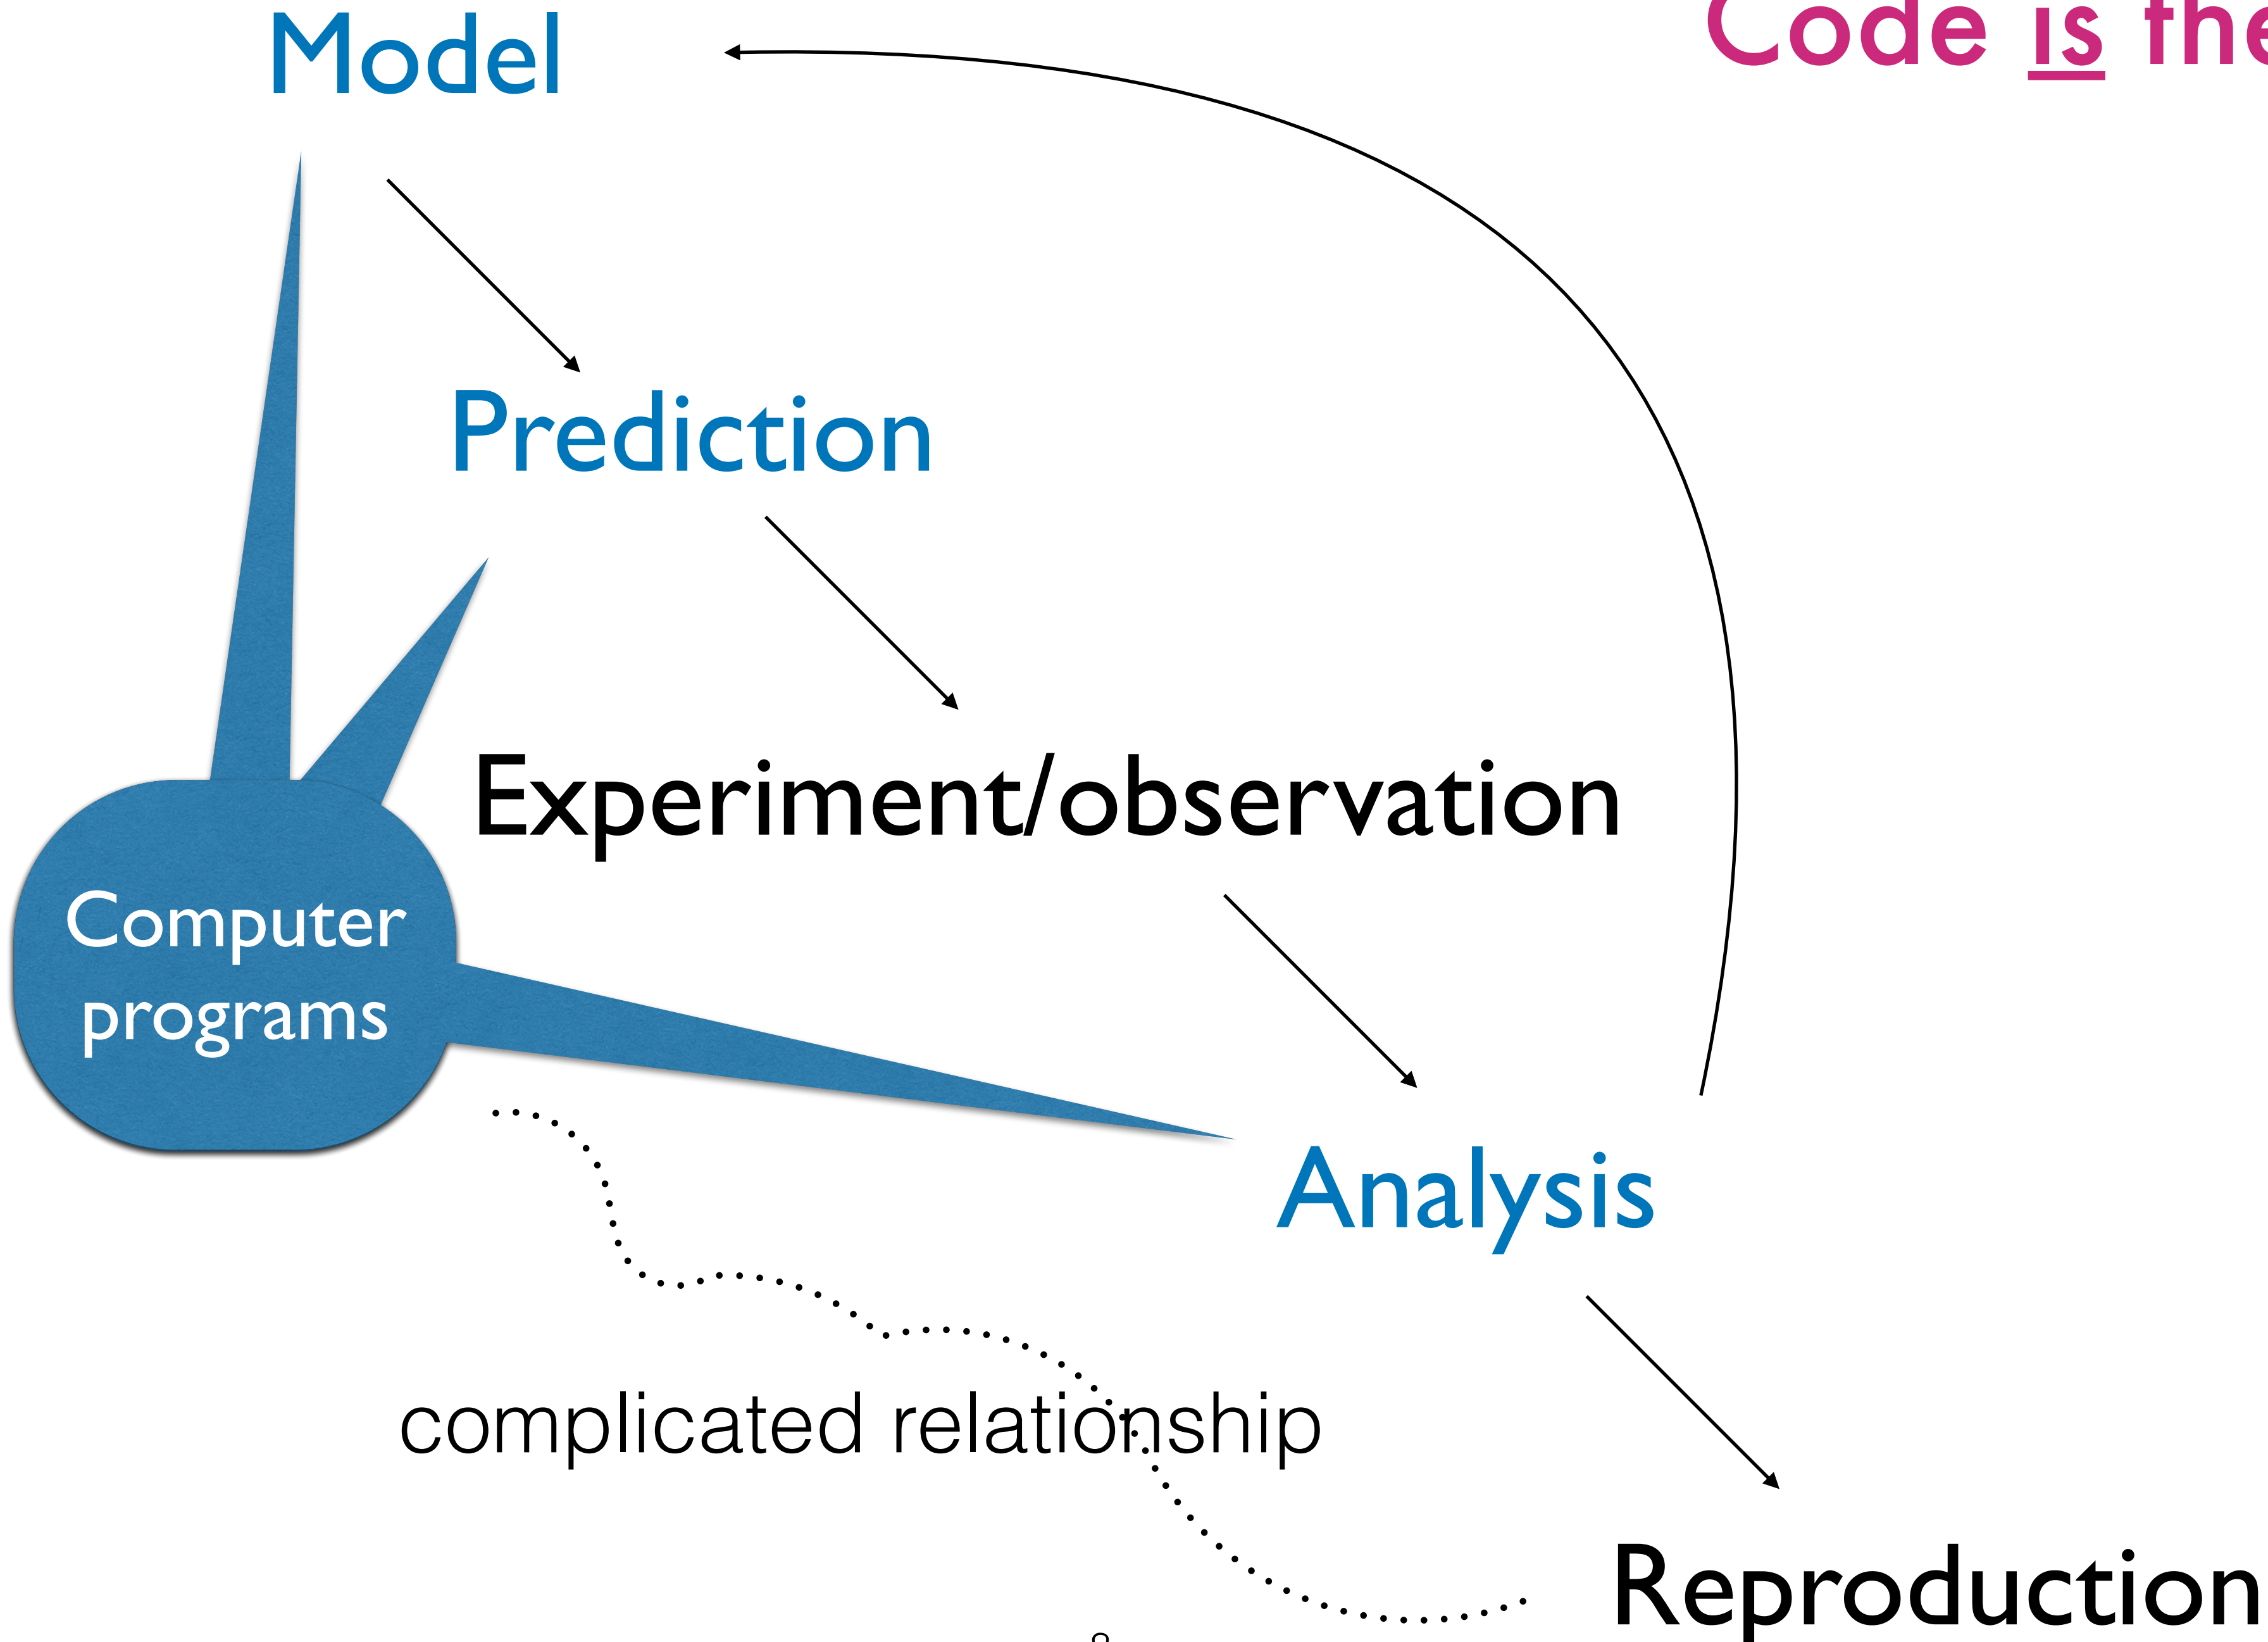 Model
Code is the
Prediction
Experiment/observation
Computer
programs
Analysis
complicated relationship
Reproduction